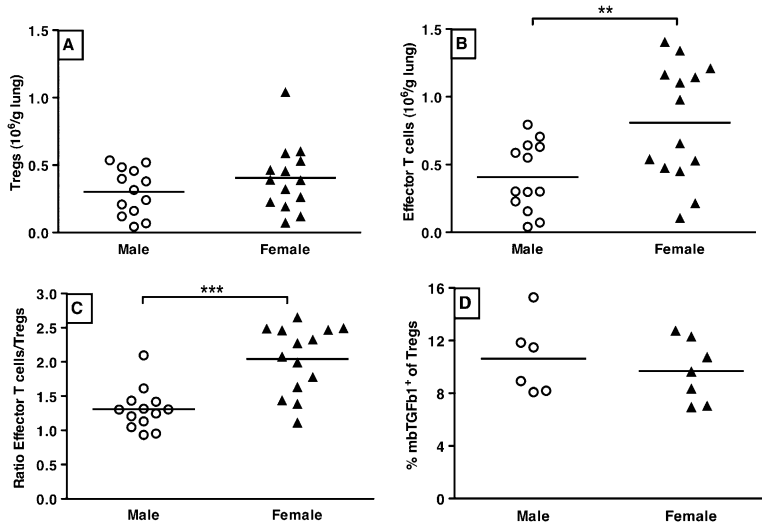 A
Tregs (10⁶/g lung)
1.5
1.0
0.5
0.0
Male Female
B
**
Effector T cells (10⁶/g lung)
1.5
1.0
0.5
0.0
Male Female
C
***
Ratio Effector T cells/Tregs
3.0
2.5
2.0
1.5
1.0
0.5
0.0
Male Female
D
% mbTGFb1⁺ of Tregs
16
12
8
4
0
Male Female